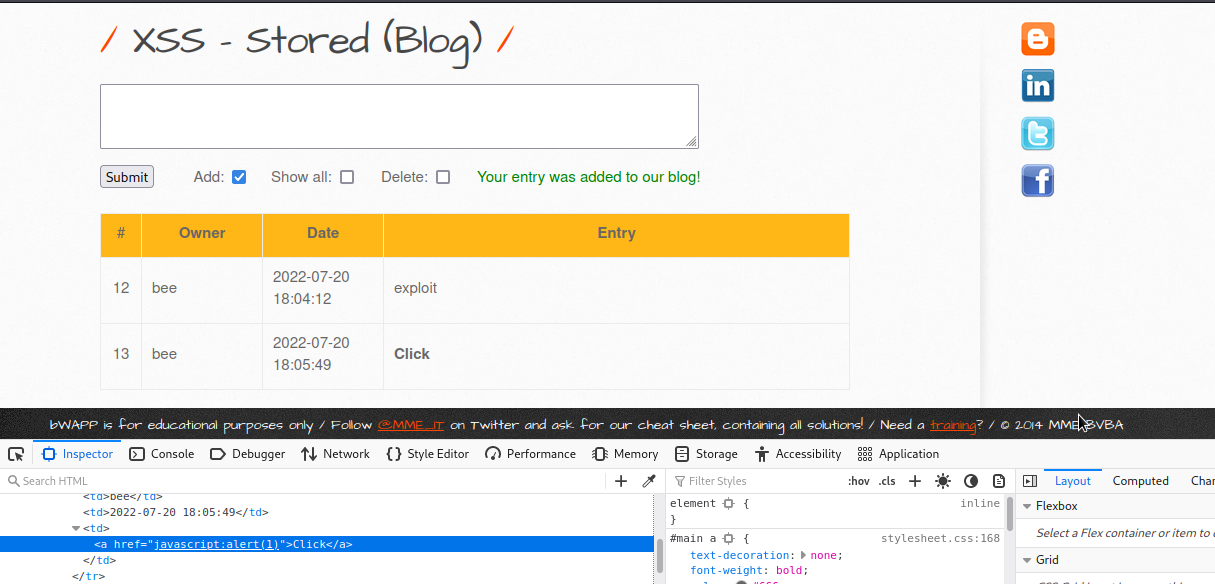 / XSS - Stored (Blog) /
Submit Add: Show all: Delete: Your entry was added to our blog!
# Owner Date Entry
12 bee 2022-07-20 18:04:12 exploit
13 bee 2022-07-20 18:05:49 Click
bWAPP is for educational purposes only / Follow @MME_IT on Twitter and ask for our cheat sheet, containing all solutions! / Need a training? / © 2014 MME BVBA
Inspector Console Debugger Network Style Editor Performance Memory Storage Accessibility Application
Search HTML
Filter Styles :hov .cls
Layout Computed Chan
<td>bee</td>
<td>2022-07-20 18:05:49</td>
<td>
<a href="javascript:alert(1)">Click</a>
</td>
</tr>
element { inline
}
#main a { stylesheet.css:168
text-decoration: none;
font-weight: bold;
Flexbox
Select a Flex container or item to c
Grid